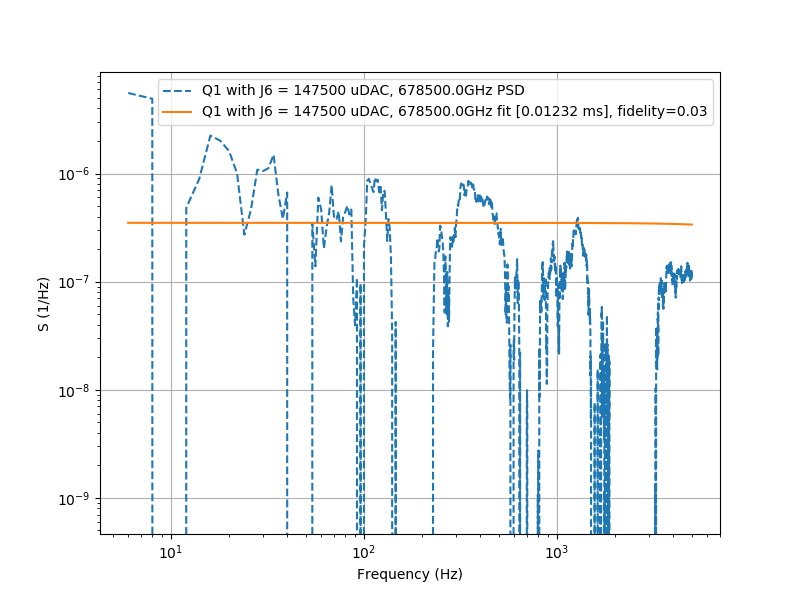 Q1 with J6 = 147500 uDAC, 678500.0GHz PSD
Q1 with J6 = 147500 uDAC, 678500.0GHz fit [0.01232 ms], fidelity=0.03
S (1/Hz)
10⁻⁶
10⁻⁷
10⁻⁸
10⁻⁹
10¹ 10² 10³
Frequency (Hz)